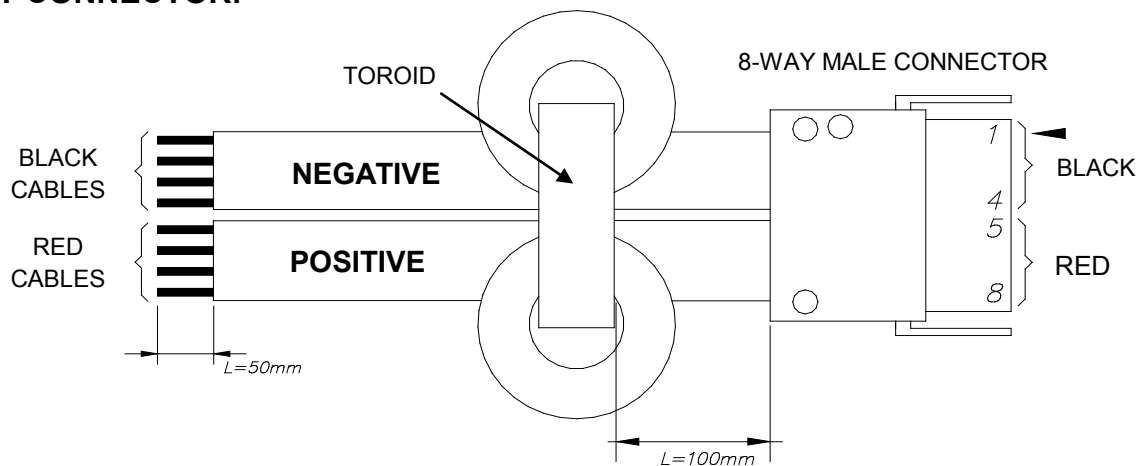 8-WAY MALE CONNECTOR
TOROID
1
BLACK
CABLES
NEGATIVE
BLACK
4
5
RED
CABLES
POSITIVE
RED
8
L=50mm
L=100mm